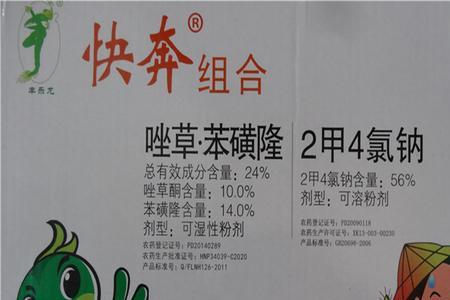 快奔®组合
丰乐龙
唑草·苯磺隆
总有效成分含量：24%
唑草酮含量：10.0%
苯磺隆含量：14.0%
剂型：可湿性粉剂
农药登记证号：PD20140289
农药生产批准证号：HNP34039-C2020
产品标准号：Q/FLNH126-2011
2甲4氯钠
2甲4氯钠含量：56%
剂型：可溶粉剂
农药登记证号：PD20090118
农药生产许可证号：XK13-003-00230
产品标准号：GB20698-2006